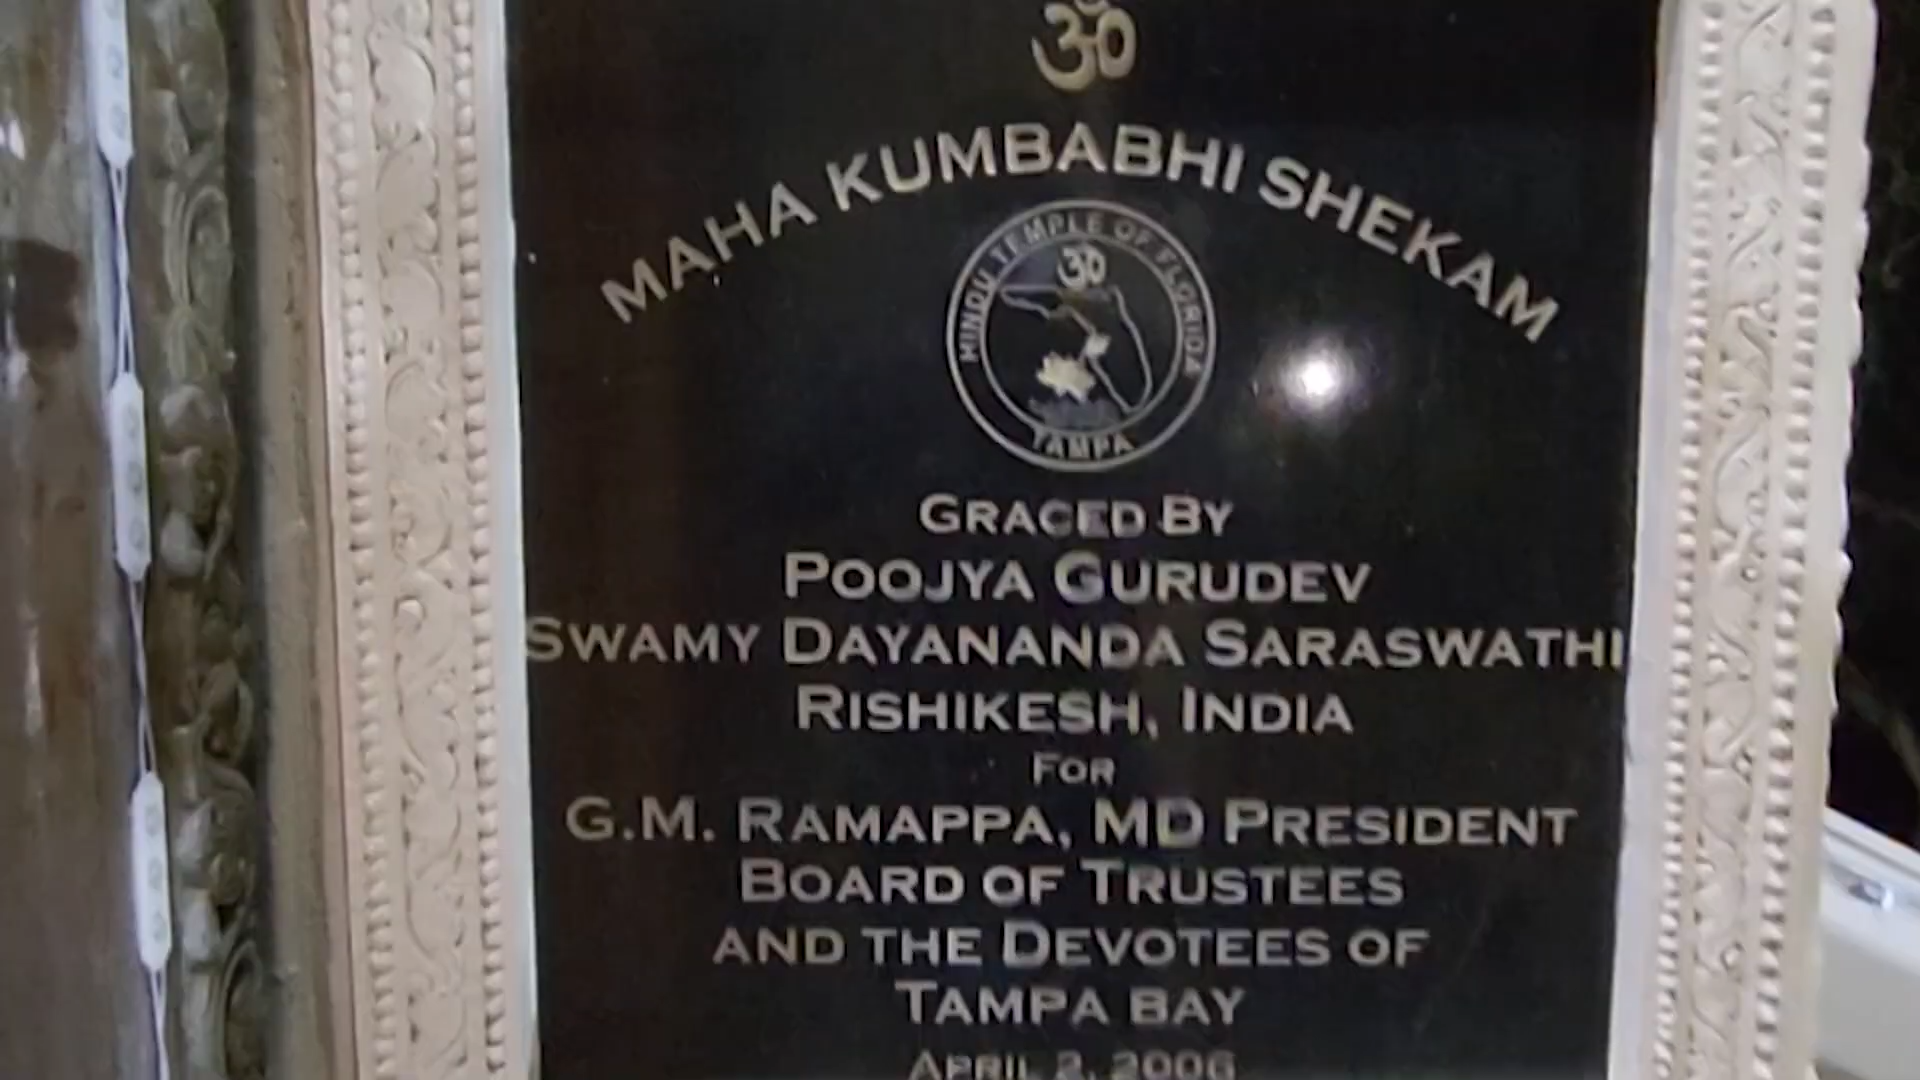 ॐ
MAHA KUMBABHI SHEKAM
HINDU TEMPLE OF FLORIDA
ॐ
TAMPA
GRACED BY
POOJYA GURUDEV
SWAMY DAYANANDA SARASWATHI
RISHIKESH, INDIA
FOR
G.M. RAMAPPA, MD PRESIDENT
BOARD OF TRUSTEES
AND THE DEVOTEES OF
TAMPA BAY
APRIL 2, 2006